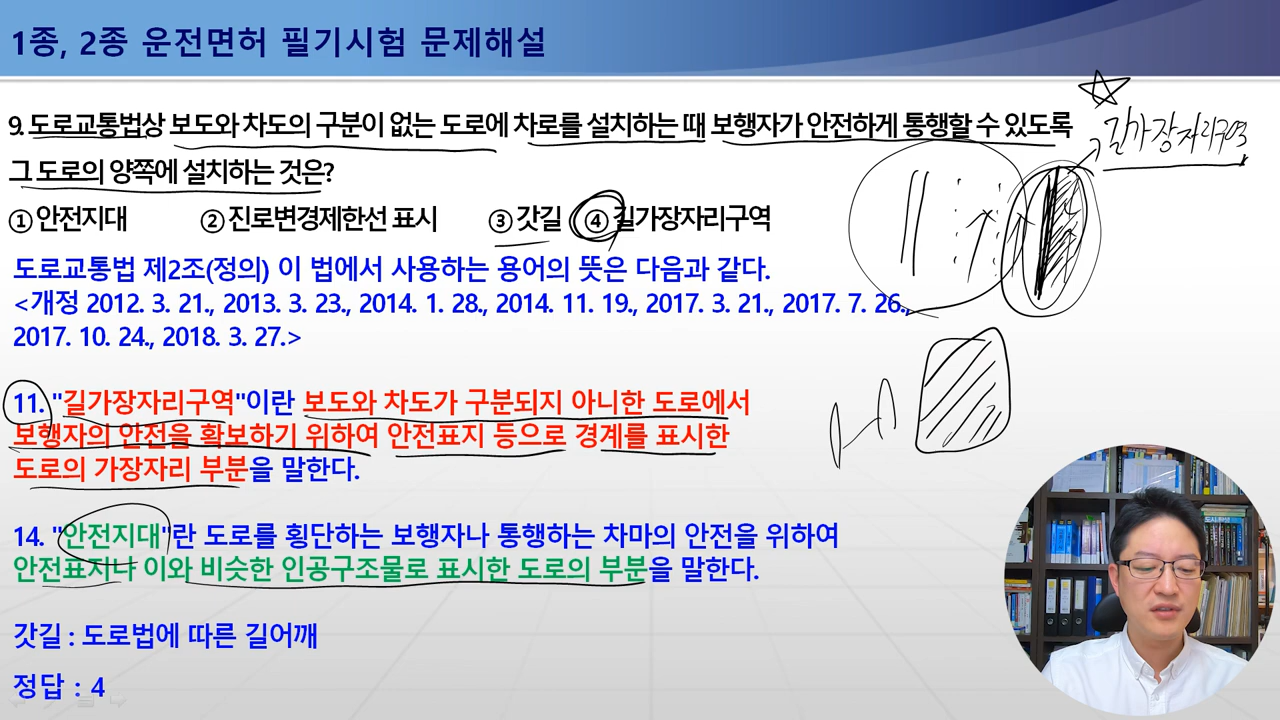 1종, 2종 운전면허 필기시험 문제해설
9. 도로교통법상 보도와 차도의 구분이 없는 도로에 차로를 설치하는 때 보행자가 안전하게 통행할 수 있도록
그 도로의 양쪽에 설치하는 것은?
① 안전지대 ② 진로변경제한선 표시 ③ 갓길 ④ 길가장자리구역
길가장자리구역
도로교통법 제2조(정의) 이 법에서 사용하는 용어의 뜻은 다음과 같다.
<개정 2012. 3. 21., 2013. 3. 23., 2014. 1. 28., 2014. 11. 19., 2017. 3. 21., 2017. 7. 26.,
2017. 10. 24., 2018. 3. 27.>
11. "길가장자리구역"이란 보도와 차도가 구분되지 아니한 도로에서
보행자의 안전을 확보하기 위하여 안전표지 등으로 경계를 표시한
도로의 가장자리 부분을 말한다.
14. "안전지대"란 도로를 횡단하는 보행자나 통행하는 차마의 안전을 위하여
안전표지나 이와 비슷한 인공구조물로 표시한 도로의 부분을 말한다.
갓길 : 도로법에 따른 길어깨
정답 : 4